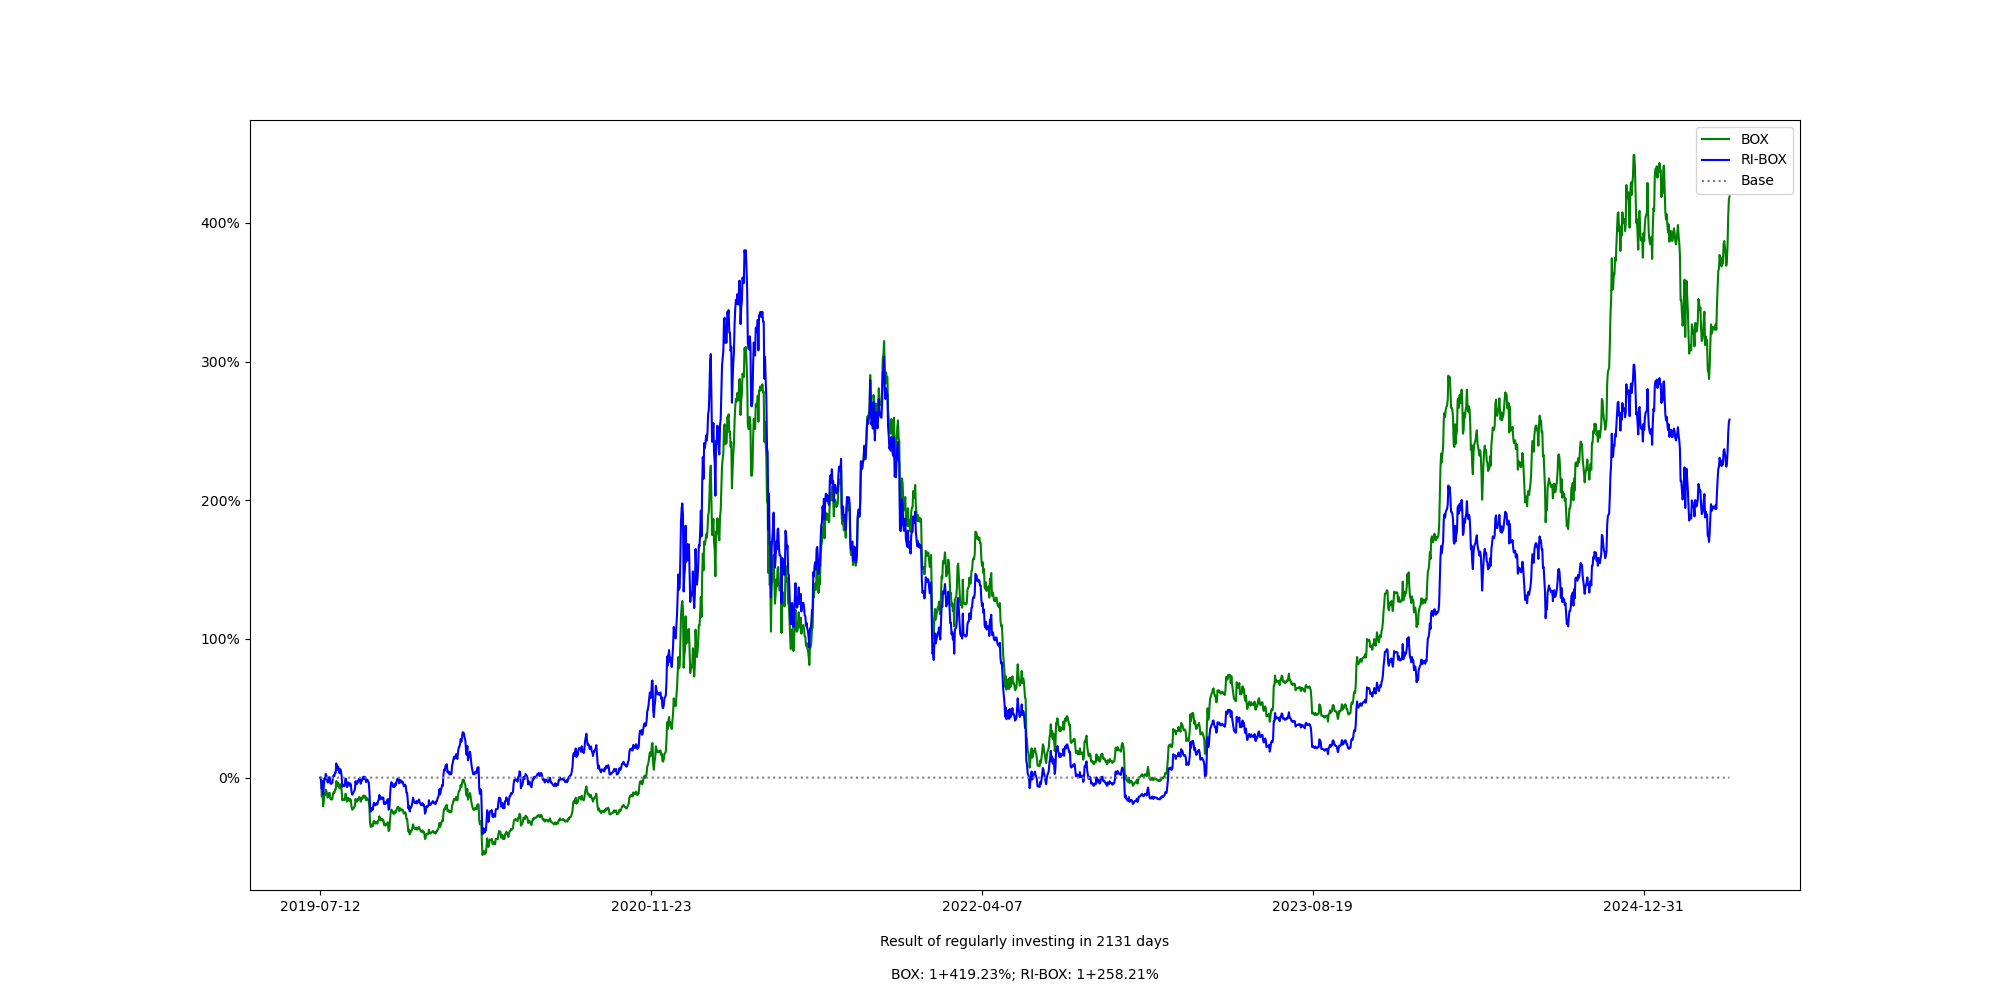 BOX
RI-BOX
Base
400%
300%
200%
100%
0%
2019-07-12
2020-11-23
2022-04-07
2023-08-19
2024-12-31
Result of regularly investing in 2131 days
BOX: 1+419.23%; RI-BOX: 1+258.21%